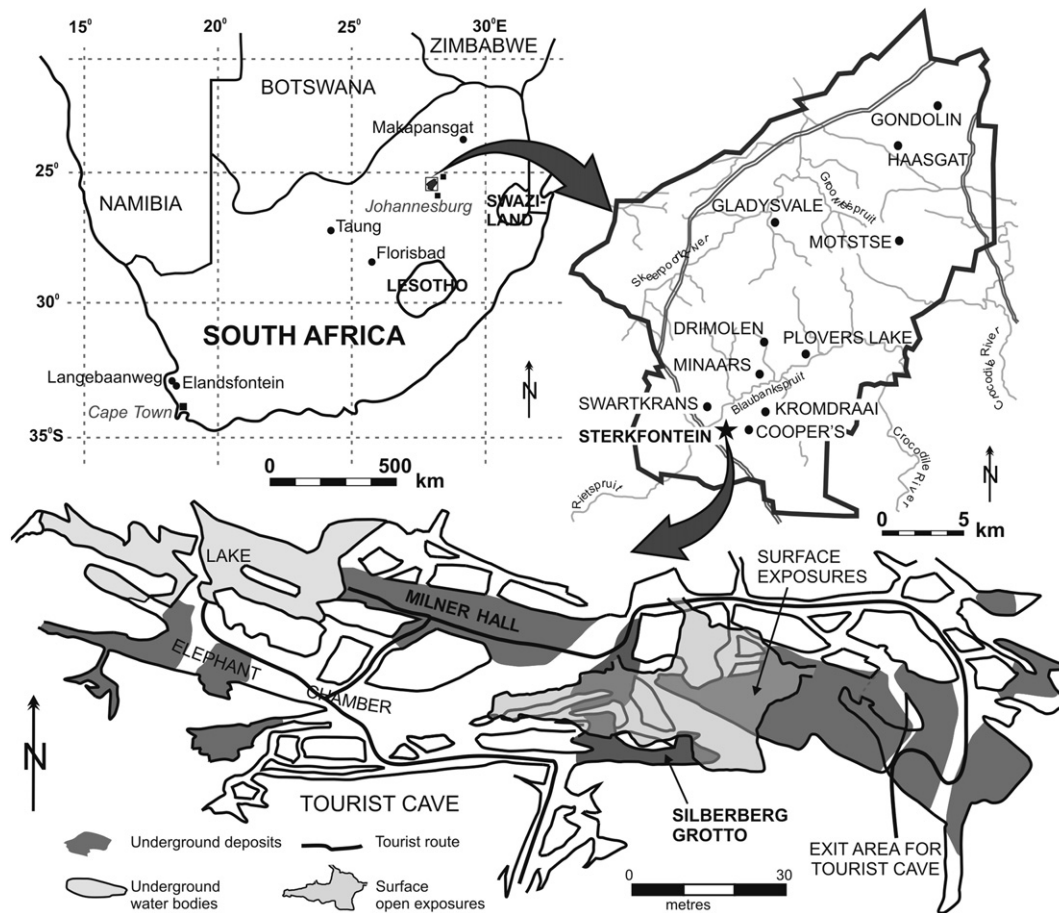 15°
20°
25°
30°
ZIMBABWE
BOTSWANA
Makapansgat
25°
NAMIBIA
Johannesburg
SWAZI-
LAND
Taung
Florisbad
LESOTHO
30°
SOUTH AFRICA
Langebaanweg
Elandsfontein
Cape Town
N
35°S
0 500
km
GONDOLIN
HAASGAT
Grootvleispruit
GLADYSVALE
MOTSTSE
DRIMOLEN
PLOVERS LAKE
MINAARS
Crocodile River
Blaubankspruit
SWARTKRANS
KROMDRAAI
STERKFONTEIN
COOPER'S
Crocodile River
Rietspruit
N
0 5
km
LAKE
SURFACE
EXPOSURES
MILNER HALL
ELEPHANT
CHAMBER
N
TOURIST CAVE
SILBERBERG
GROTTO
EXIT AREA FOR
TOURIST CAVE
Underground deposits
Tourist route
Underground
water bodies
Surface
open exposures
0 30
metres